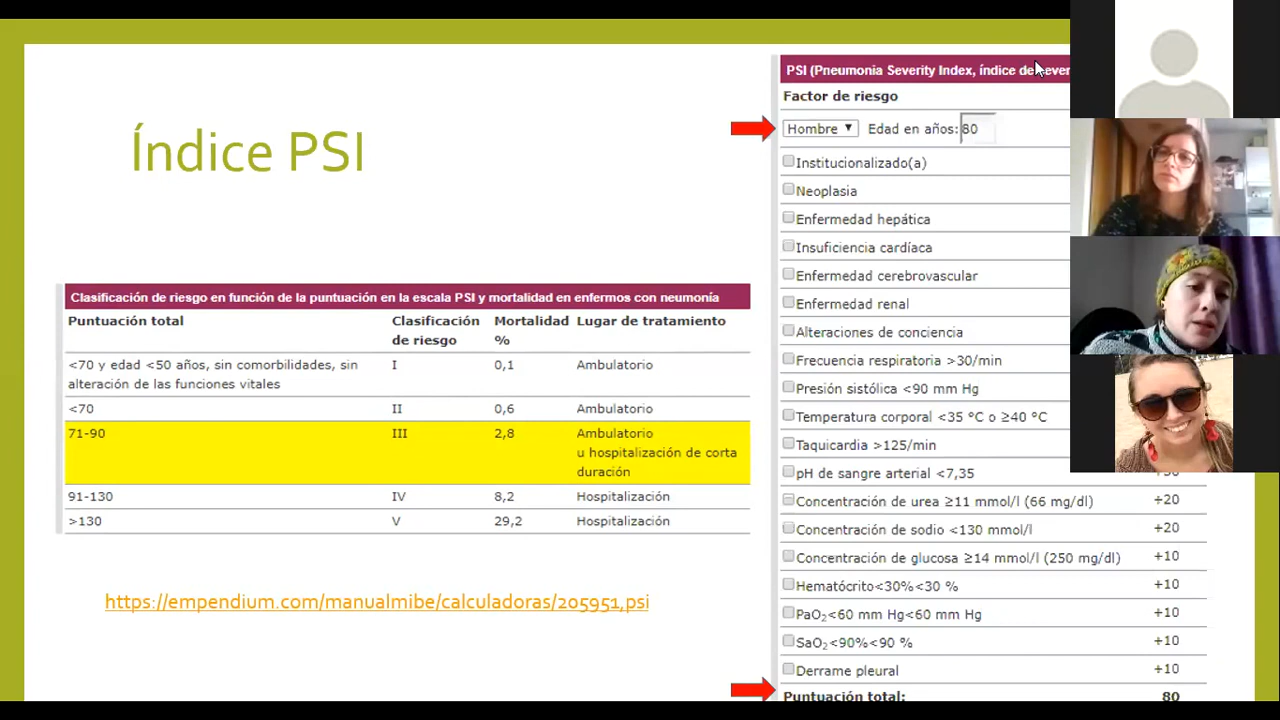 Índice PSI
Clasificación de riesgo en función de la puntuación en la escala PSI y mortalidad en enfermos con neumonía
Puntuación total Clasificación de riesgo Mortalidad % Lugar de tratamiento
<70 y edad <50 años, sin comorbilidades, sin alteración de las funciones vitales I 0,1 Ambulatorio
<70 II 0,6 Ambulatorio
71-90 III 2,8 Ambulatorio u hospitalización de corta duración
91-130 IV 8,2 Hospitalización
>130 V 29,2 Hospitalización
https://empendium.com/manualmibe/calculadoras/205951,psi
PSI (Pneumonia Severity Index, índice de
Factor de riesgo
Hombre Edad en años: 80
Institucionalizado(a)
Neoplasia
Enfermedad hepática
Insuficiencia cardíaca
Enfermedad cerebrovascular
Enfermedad renal
Alteraciones de conciencia
Frecuencia respiratoria >30/min
Presión sistólica <90 mm Hg
Temperatura corporal <35 °C o ≥40 °C
Taquicardia >125/min
pH de sangre arterial <7,35
Concentración de urea ≥11 mmol/l (66 mg/dl) +20
Concentración de sodio <130 mmol/l +20
Concentración de glucosa ≥14 mmol/l (250 mg/dl) +10
Hematócrito<30%<30 % +10
PaO₂<60 mm Hg<60 mm Hg +10
SaO₂<90%<90 % +10
Derrame pleural +10
Puntuación total: 80